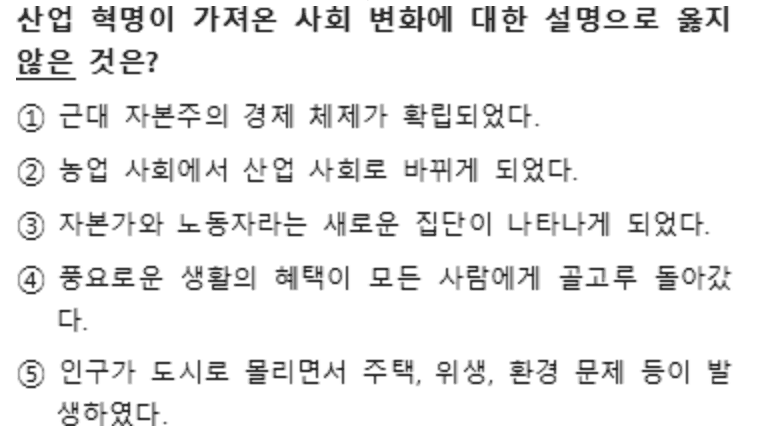 산업 혁명이 가져온 사회 변화에 대한 설명으로 옳지
않은 것은?
① 근대 자본주의 경제 체제가 확립되었다.
② 농업 사회에서 산업 사회로 바뀌게 되었다.
③ 자본가와 노동자라는 새로운 집단이 나타나게 되었다.
④ 풍요로운 생활의 혜택이 모든 사람에게 골고루 돌아갔
다.
⑤ 인구가 도시로 몰리면서 주택, 위생, 환경 문제 등이 발
생하였다.